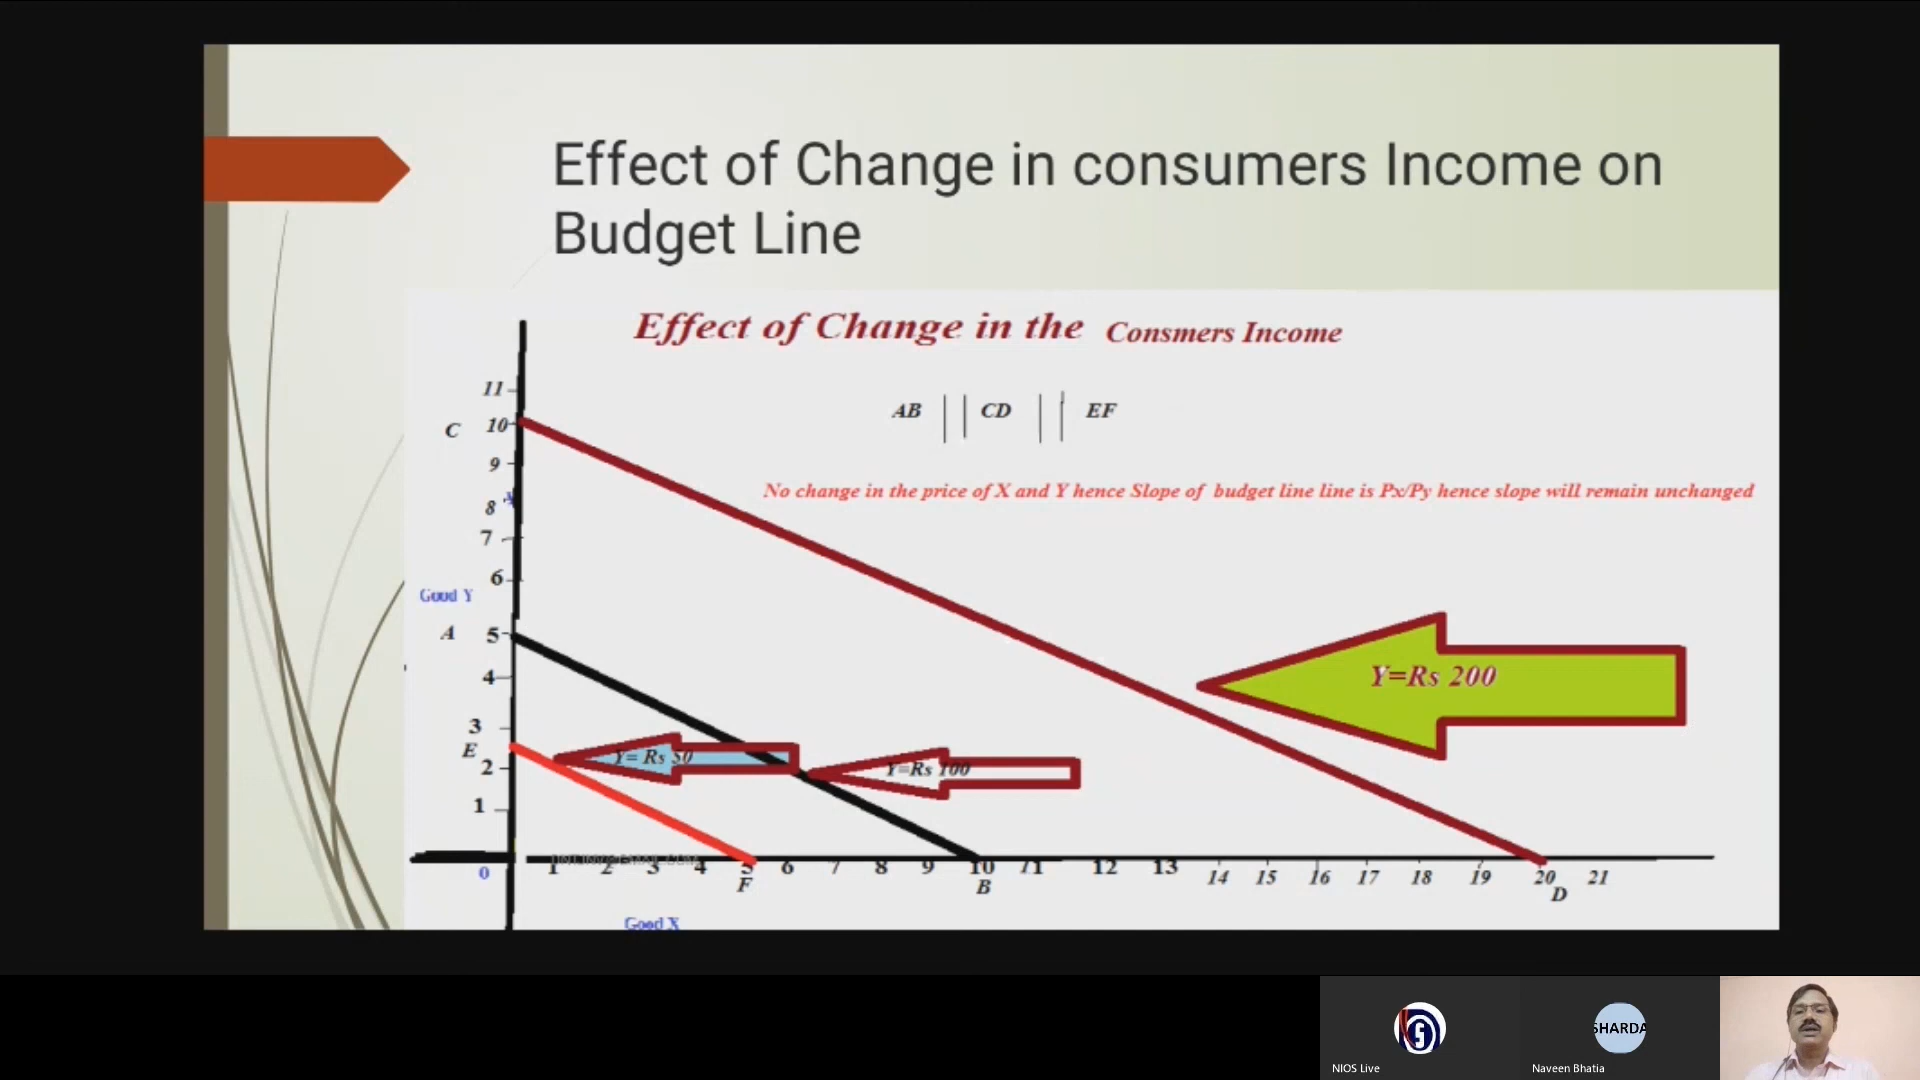 Effect of Change in consumers Income on
Budget Line
Effect of Change in the Consmers Income
AB || CD || EF
No change in the price of X and Y hence Slope of budget line line is Px/Py hence slope will remain unchanged
11
C 10
9
8
7
6
Good Y
A 5
4
3
E
2
1
Y=Rs 200
Y= Rs 50
Y=Rs 100
0 1 2 3 4 5 6 7 8 9 10 11 12 13 14 15 16 17 18 19 20 21
F B D
Good X
SHARDA
NIOS Live
Naveen Bhatia